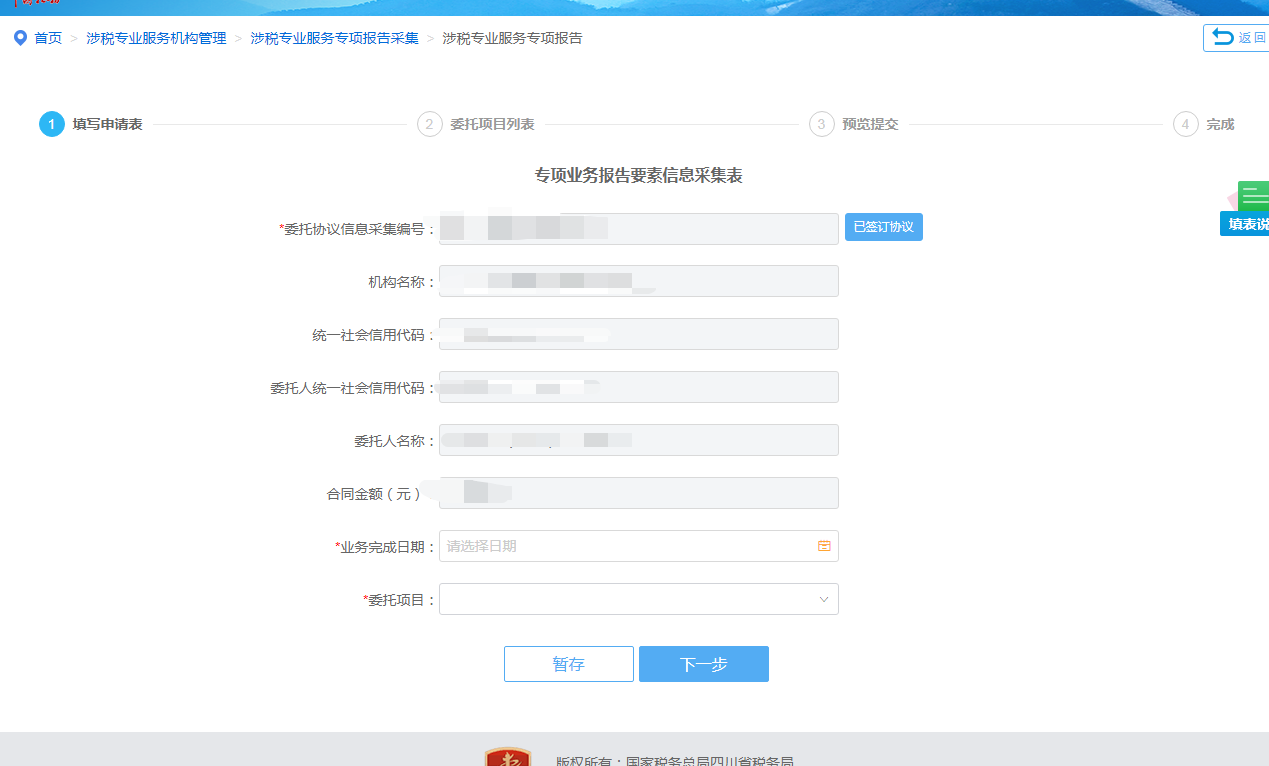 首页 > 涉税专业服务机构管理 > 涉税专业服务专项报告采集 > 涉税专业服务专项报告
返回
1 填写申请表
2 委托项目列表
3 预览提交
4 完成
专项业务报告要素信息采集表
*委托协议信息采集编号：
已签订协议
填表说
机构名称：
统一社会信用代码：
委托人统一社会信用代码：
委托人名称：
合同金额（元）
*业务完成日期：
请选择日期
*委托项目：
暂存
下一步
版权所有：国家税务总局四川省税务局